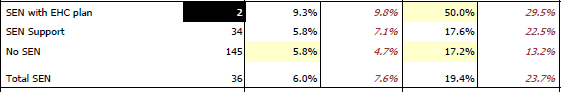 SEN with EHC plan 2 9.3% 9.8% 50.0% 29.5%
SEN Support 34 5.8% 7.1% 17.6% 22.5%
No SEN 145 5.8% 4.7% 17.2% 13.2%
Total SEN 36 6.0% 7.6% 19.4% 23.7%